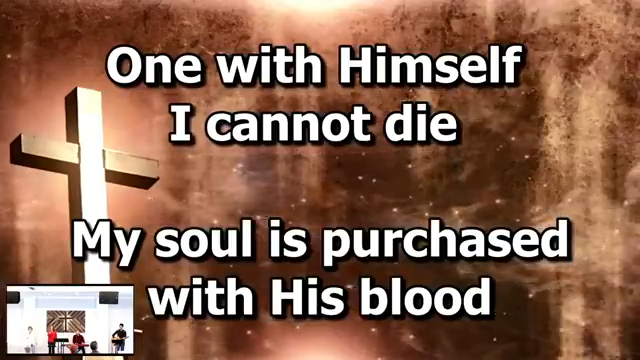 One with Himself
I cannot die
My soul is purchased
with His blood